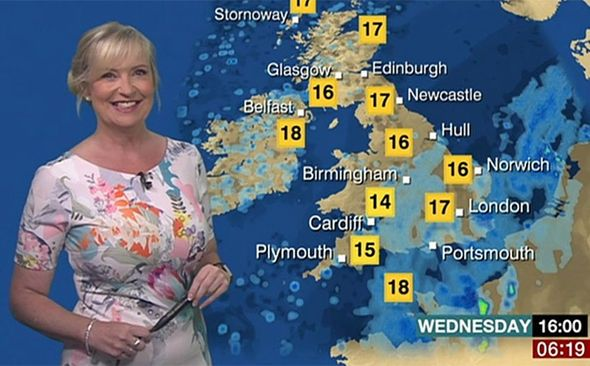 17
Stornoway
17
Glasgow
Edinburgh
16
17
Newcastle
Belfast
18
16
Hull
Birmingham
16
Norwich
14
17
London
Cardiff
Plymouth
15
Portsmouth
18
WEDNESDAY 16:00
06:19